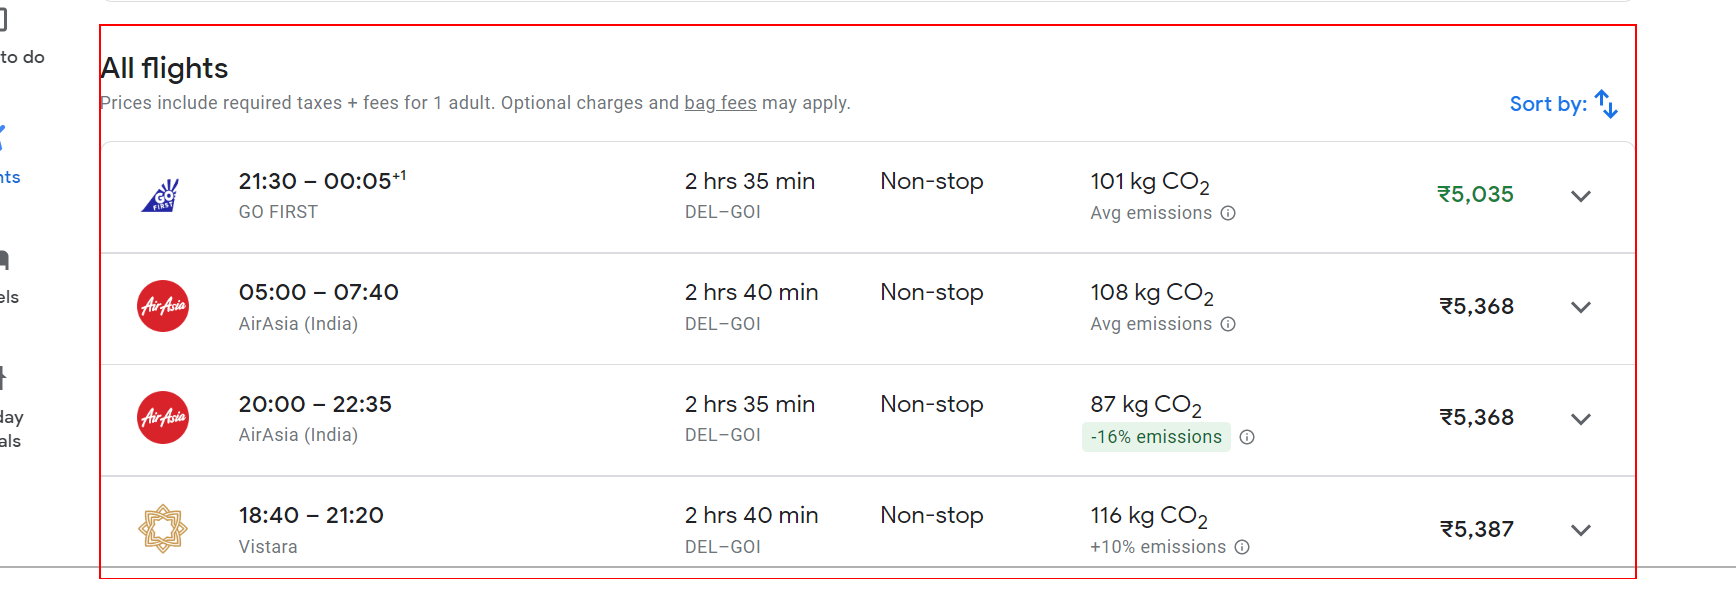 to do
nts
els
day
als
All flights
Prices include required taxes + fees for 1 adult. Optional charges and bag fees may apply.
Sort by:
GO FIRST
21:30 – 00:05+1 2 hrs 35 min Non-stop 101 kg CO2 ₹5,035
GO FIRST DEL–GOI Avg emissions
AirAsia
05:00 – 07:40 2 hrs 40 min Non-stop 108 kg CO2 ₹5,368
AirAsia (India) DEL–GOI Avg emissions
AirAsia
20:00 – 22:35 2 hrs 35 min Non-stop 87 kg CO2 ₹5,368
AirAsia (India) DEL–GOI -16% emissions
18:40 – 21:20 2 hrs 40 min Non-stop 116 kg CO2 ₹5,387
Vistara DEL–GOI +10% emissions